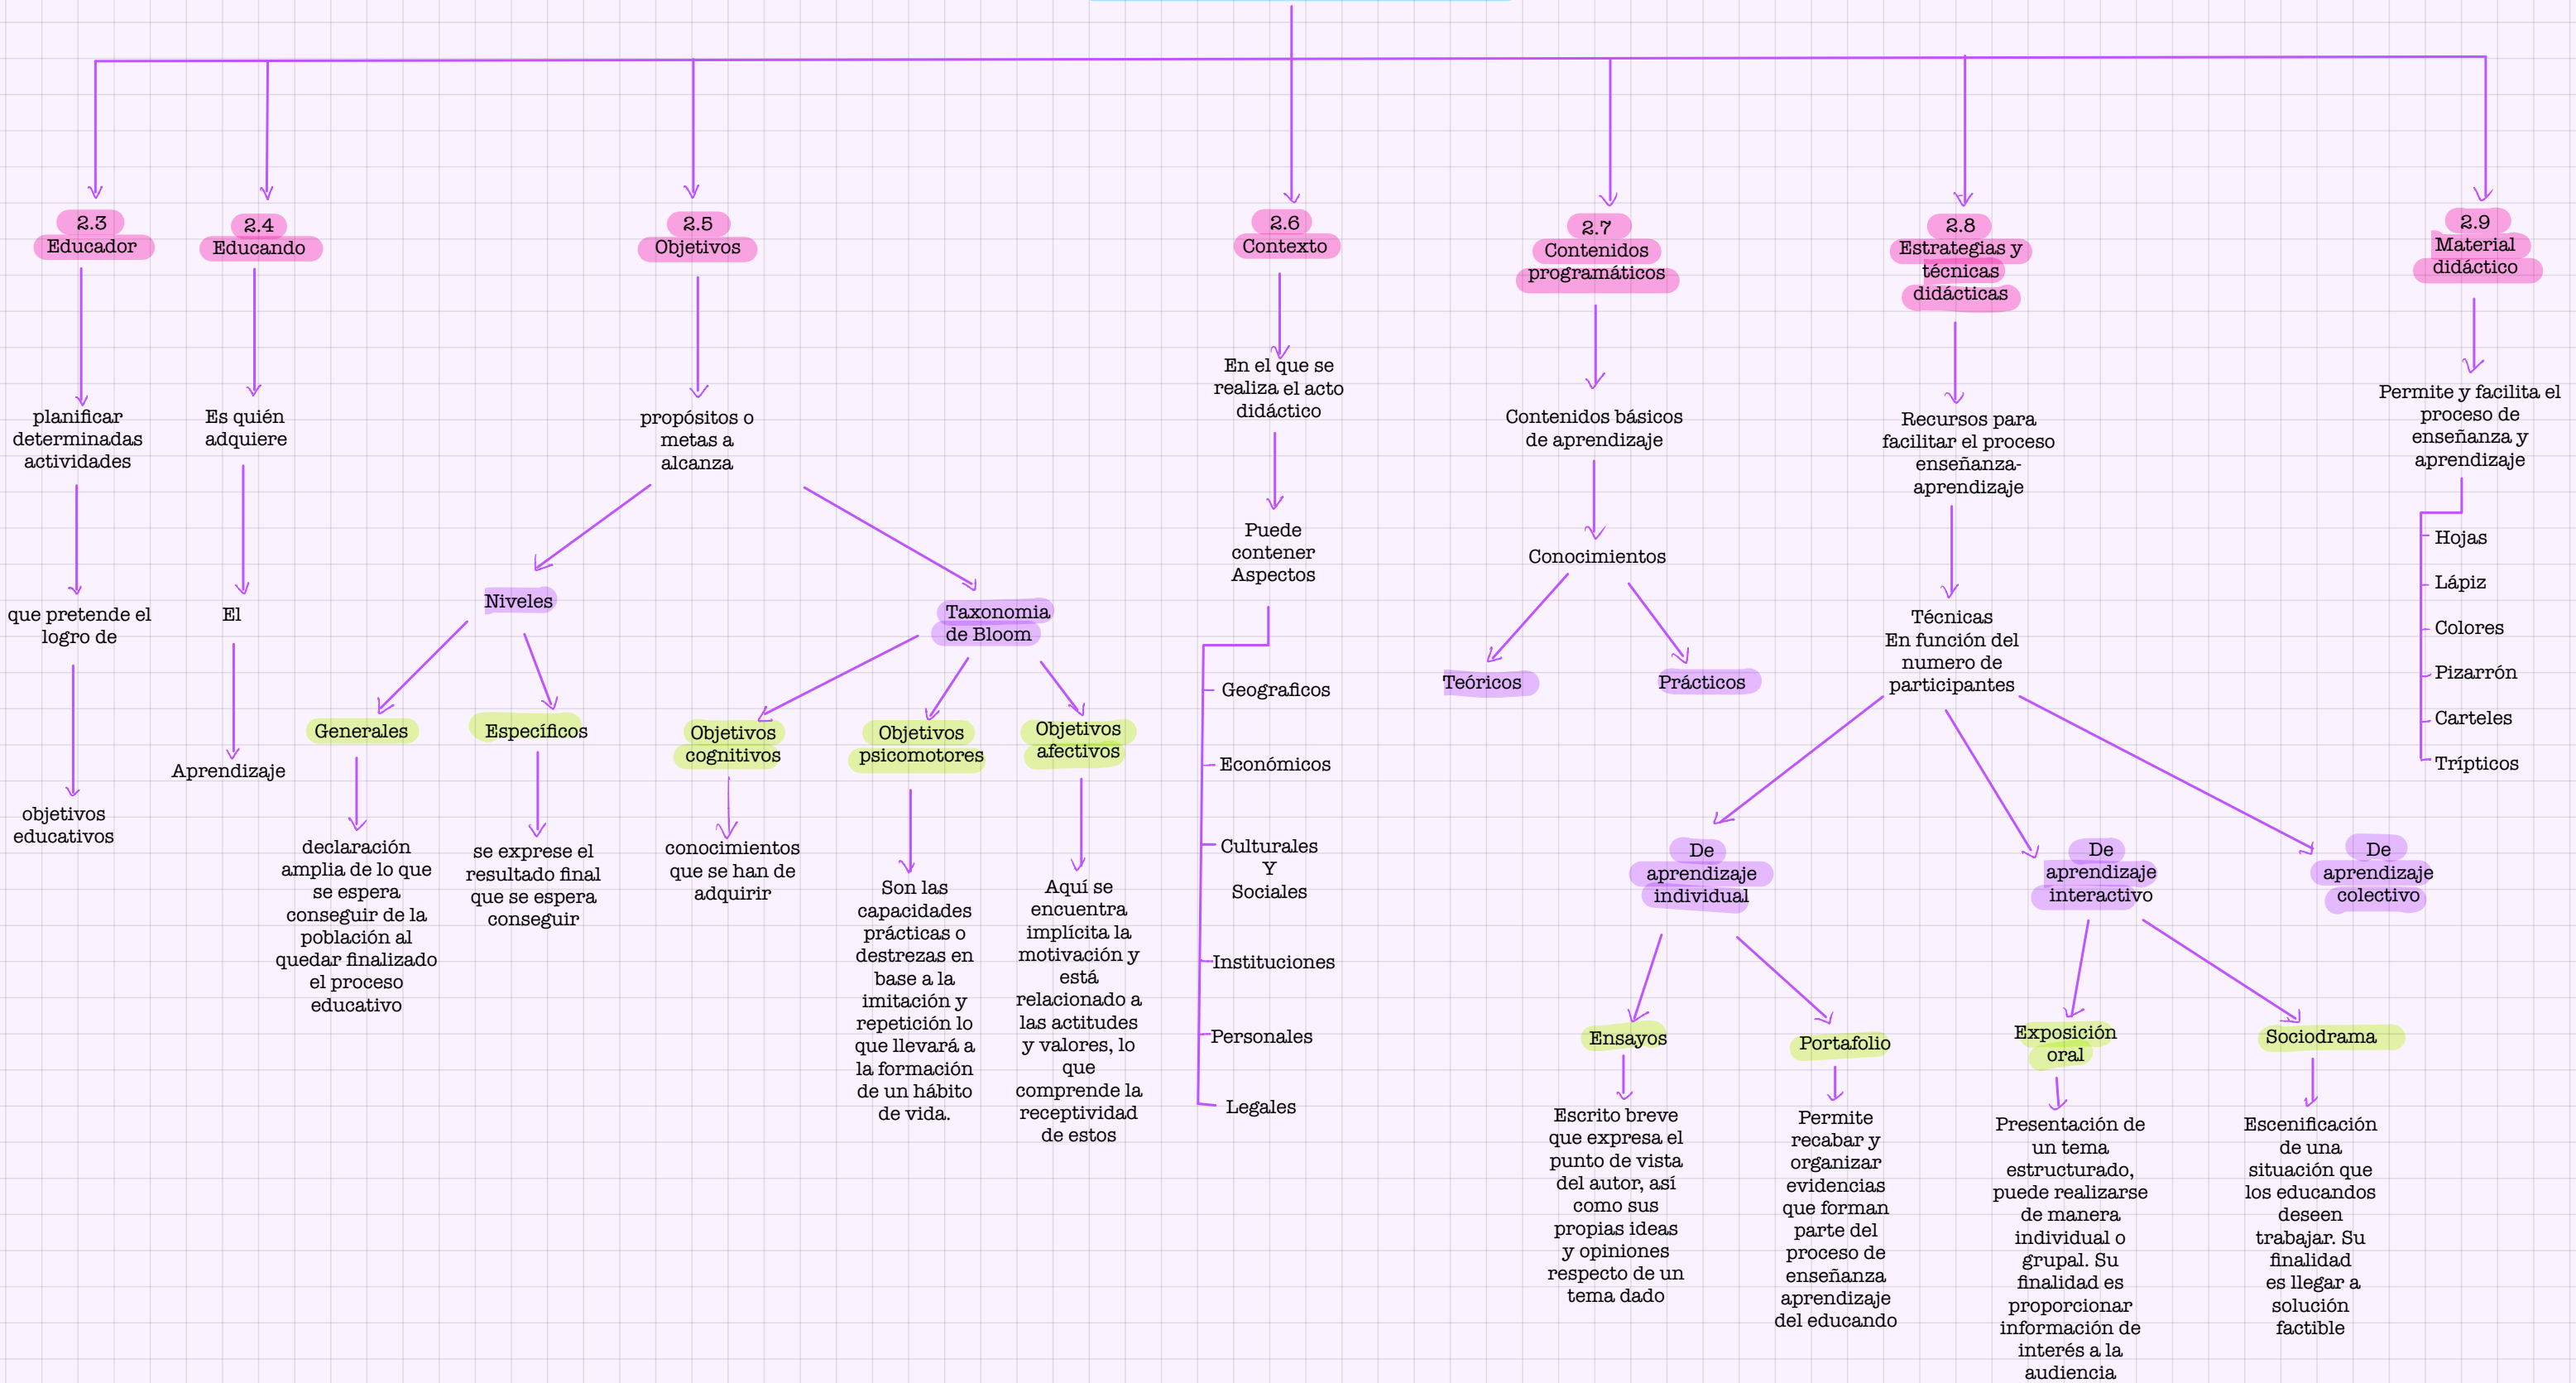 2.3
Educador
planificar
determinadas
actividades
que pretende el
logro de
objetivos
educativos
2.4
Educando
Es quién
adquiere
El
Aprendizaje
2.5
Objetivos
propósitos o
metas a
alcanza
Niveles
Generales
declaración
amplia de lo que
se espera
conseguir de la
población al
quedar finalizado
el proceso
educativo
Específicos
se exprese el
resultado final
que se espera
conseguir
Taxonomia
de Bloom
Objetivos
cognitivos
conocimientos
que se han de
adquirir
Objetivos
psicomotores
Son las
capacidades
prácticas o
destrezas en
base a la
imitación y
repetición lo
que llevará a
la formación
de un hábito
de vida.
Objetivos
afectivos
Aquí se
encuentra
implícita la
motivación y
está
relacionado a
las actitudes
y valores, lo
que
comprende la
receptividad
de estos
2.6
Contexto
En el que se
realiza el acto
didáctico
Puede
contener
Aspectos
Geograficos
Económicos
Culturales
Y
Sociales
Instituciones
Personales
Legales
2.7
Contenidos
programáticos
Contenidos básicos
de aprendizaje
Conocimientos
Teóricos
Prácticos
2.8
Estrategias y
técnicas
didácticas
Recursos para
facilitar el proceso
enseñanza-
aprendizaje
Técnicas
En función del
numero de
participantes
De
aprendizaje
individual
Ensayos
Escrito breve
que expresa el
punto de vista
del autor, así
como sus
propias ideas
y opiniones
respecto de un
tema dado
Portafolio
Permite
recabar y
organizar
evidencias
que forman
parte del
proceso de
enseñanza
aprendizaje
del educando
De
aprendizaje
interactivo
Exposición
oral
Presentación de
un tema
estructurado,
puede realizarse
de manera
individual o
grupal. Su
finalidad es
proporcionar
información de
interés a la
audiencia
Sociodrama
Escenificación
de una
situación que
los educandos
deseen
trabajar. Su
finalidad
es llegar a
solución
factible
De
aprendizaje
colectivo
2.9
Material
didáctico
Permite y facilita el
proceso de
enseñanza y
aprendizaje
Hojas
Lápiz
Colores
Pizarrón
Carteles
Trípticos